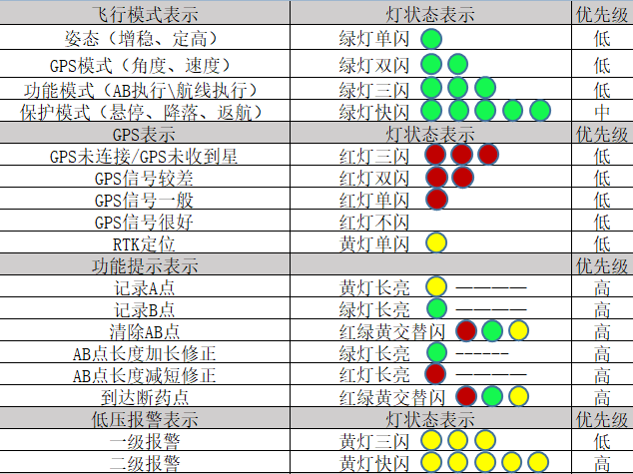 飞行模式表示 灯状态表示 优先级
姿态（增稳、定高） 绿灯单闪 低
GPS模式（角度、速度） 绿灯双闪 低
功能模式（AB执行\航线执行） 绿灯三闪 低
保护模式（悬停、降落、返航） 绿灯快闪 中
GPS表示 灯状态表示 优先级
GPS未连接/GPS未收到星 红灯三闪 低
GPS信号较差 红灯双闪 低
GPS信号一般 红灯单闪 低
GPS信号很好 红灯不闪 低
RTK定位 黄灯单闪 低
功能提示表示 优先级
记录A点 黄灯长亮 ———— 高
记录B点 绿灯长亮 ———— 高
清除AB点 红绿黄交替闪 高
AB点长度加长修正 绿灯长亮 ------ 高
AB点长度减短修正 红灯长亮 ———— 高
到达断药点 红绿黄交替闪 高
低压报警表示 灯状态表示 优先级
一级报警 黄灯三闪 低
二级报警 黄灯快闪 高